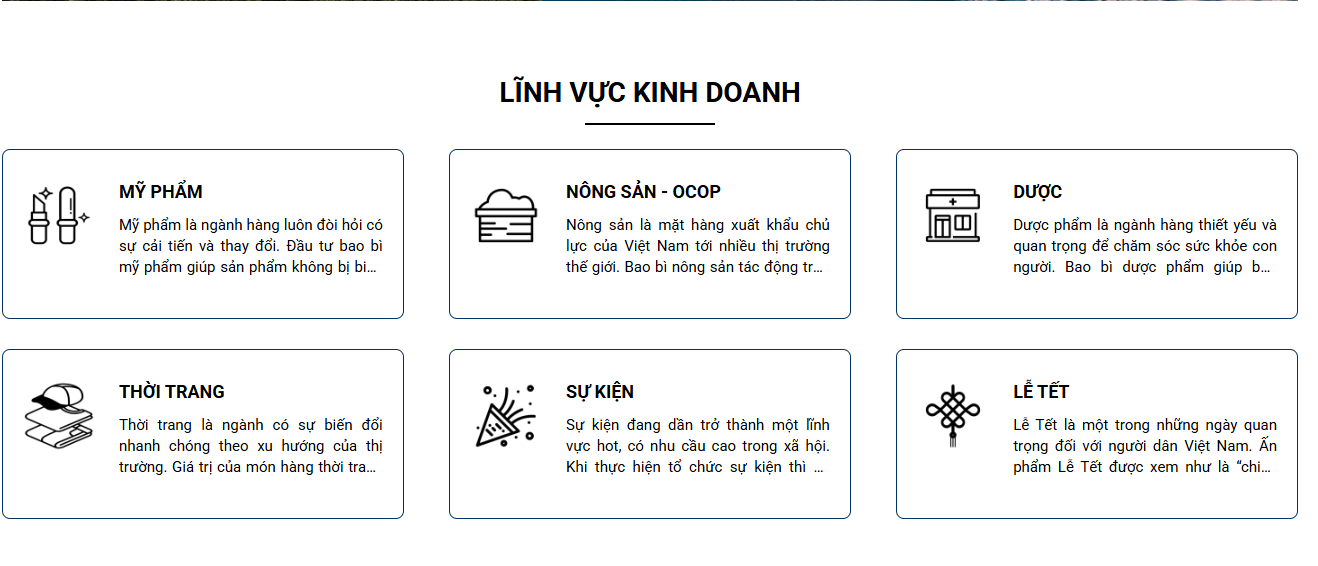 LĨNH VỰC KINH DOANH
MỸ PHẨM
Mỹ phẩm là ngành hàng luôn đòi hỏi có
sự cải tiến và thay đổi. Đầu tư bao bì
mỹ phẩm giúp sản phẩm không bị bi...
NÔNG SẢN - OCOP
Nông sản là mặt hàng xuất khẩu chủ
lực của Việt Nam tới nhiều thị trường
thế giới. Bao bì nông sản tác động tr...
DƯỢC
Dược phẩm là ngành hàng thiết yếu và
quan trọng để chăm sóc sức khỏe con
người. Bao bì dược phẩm giúp b...
THỜI TRANG
Thời trang là ngành có sự biến đổi
nhanh chóng theo xu hướng của thị
trường. Giá trị của món hàng thời tra...
SỰ KIỆN
Sự kiện đang dần trở thành một lĩnh
vực hot, có nhu cầu cao trong xã hội.
Khi thực hiện tổ chức sự kiện thì ...
LỄ TẾT
Lễ Tết là một trong những ngày quan
trọng đối với người dân Việt Nam. Ấn
phẩm Lễ Tết được xem như là “chi...